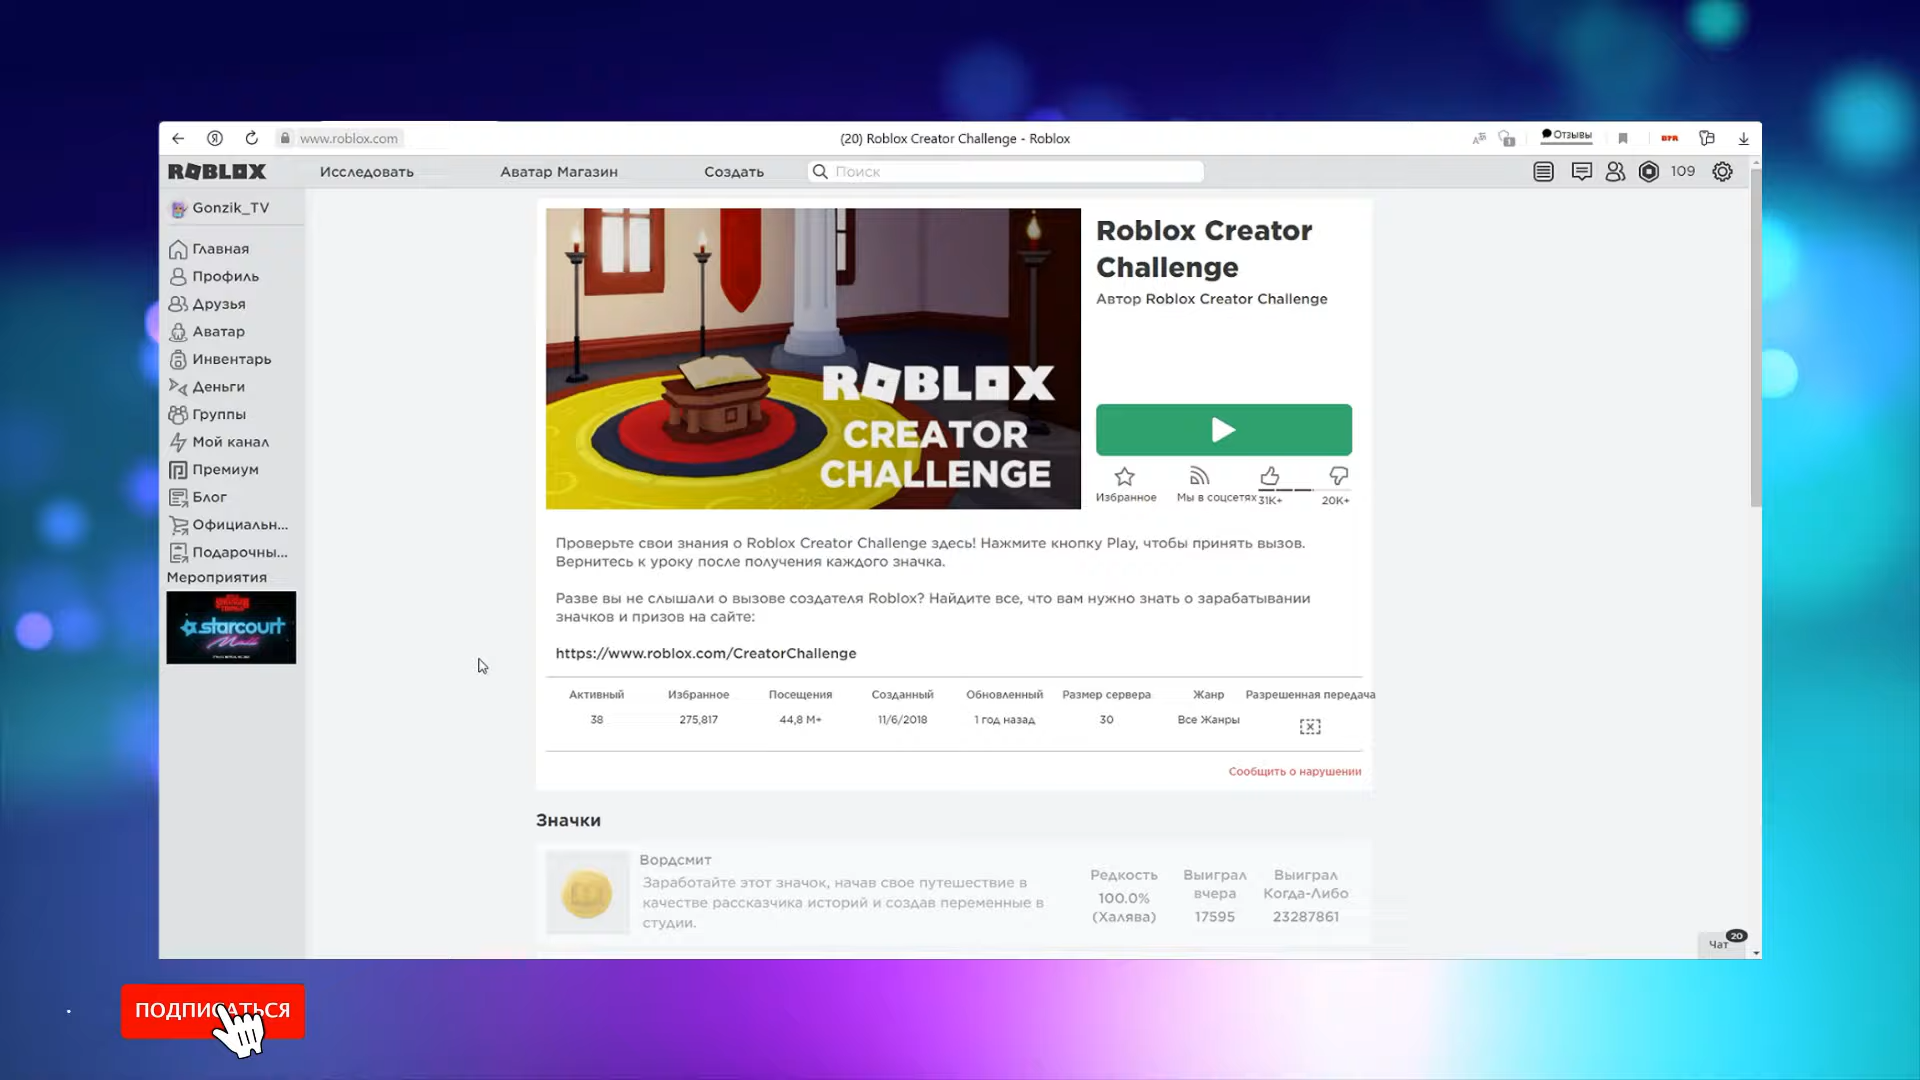 www.roblox.com
(20) Roblox Creator Challenge - Roblox
Отзывы
ROBLOX
Исследовать
Аватар Магазин
Создать
Поиск
109
Gonzik_TV
Главная
Профиль
Друзья
Аватар
Инвентарь
Деньги
Группы
Мой канал
Премиум
Блог
Официальн...
Подарочны...
Мероприятия
starcourt
ROBLOX
CREATOR
CHALLENGE
Roblox Creator
Challenge
Автор Roblox Creator Challenge
Избранное
Мы в соцсетях
31K+
20K+
Проверьте свои знания о Roblox Creator Challenge здесь! Нажмите кнопку Play, чтобы принять вызов.
Вернитесь к уроку после получения каждого значка.
Разве вы не слышали о вызове создателя Roblox? Найдите все, что вам нужно знать о зарабатывании
значков и призов на сайте:
https://www.roblox.com/CreatorChallenge
Активный Избранное Посещения Созданный Обновленный Размер сервера Жанр Разрешенная передача
38 275,817 44,8 М+ 11/6/2018 1 год назад 30 Все Жанры
Сообщить о нарушении
Значки
Вордсмит
Заработайте этот значок, начав свое путешествие в
качестве рассказчика историй и создав переменные в
студии.
Редкость
100.0%
(Халява)
Выиграл
вчера
17595
Выиграл
Когда-Либо
23287861
Чат
20
ПОДПИСАТЬСЯ